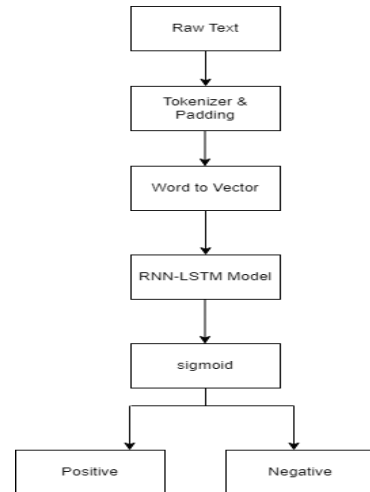 Raw Text
Tokenizer &
Padding
Word to Vector
RNN-LSTM Model
sigmoid
Positive
Negative